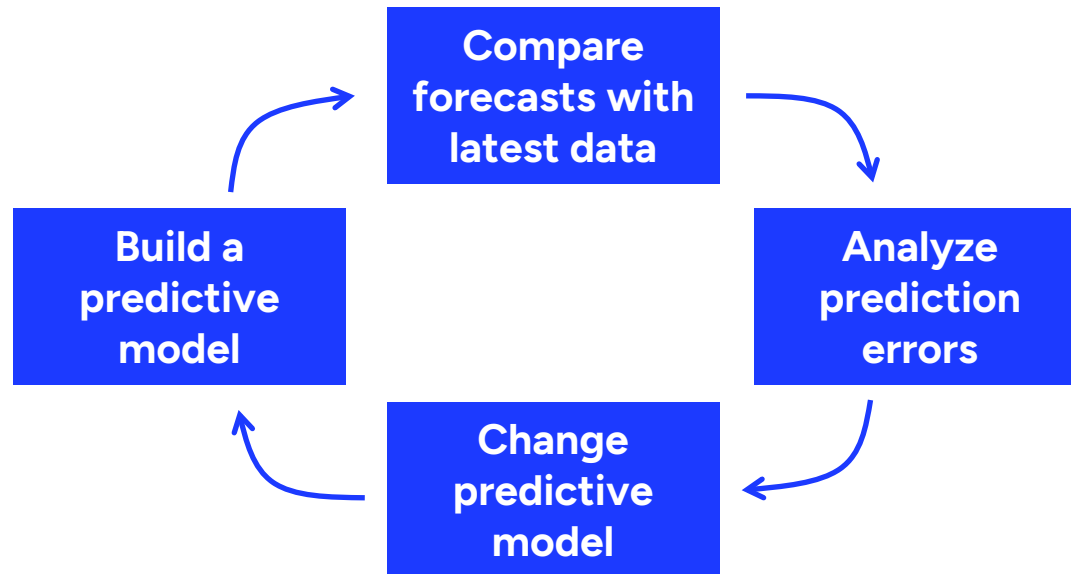 Compare
forecasts with
latest data
Build a
predictive
model
Analyze
prediction
errors
Change
predictive
model